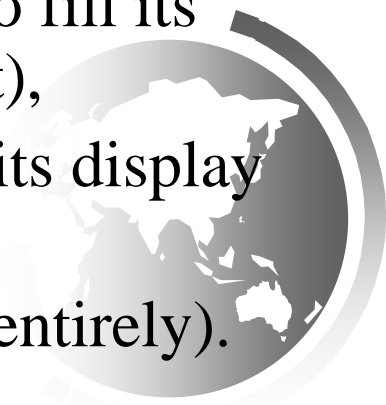 fill its
),
its display
entirely).